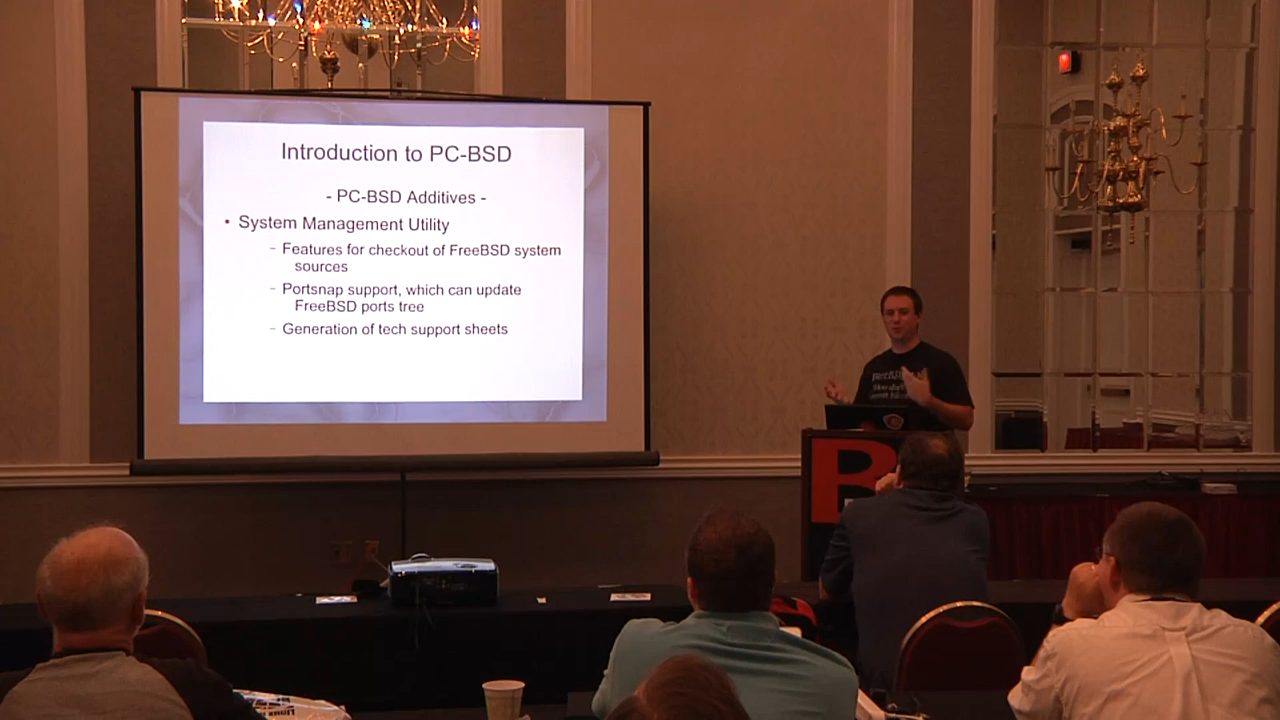 Introduction to PC-BSD
- PC-BSD Additives -
• System Management Utility
– Features for checkout of FreeBSD system
sources
– Portsnap support, which can update
FreeBSD ports tree
– Generation of tech support sheets
B
Linux